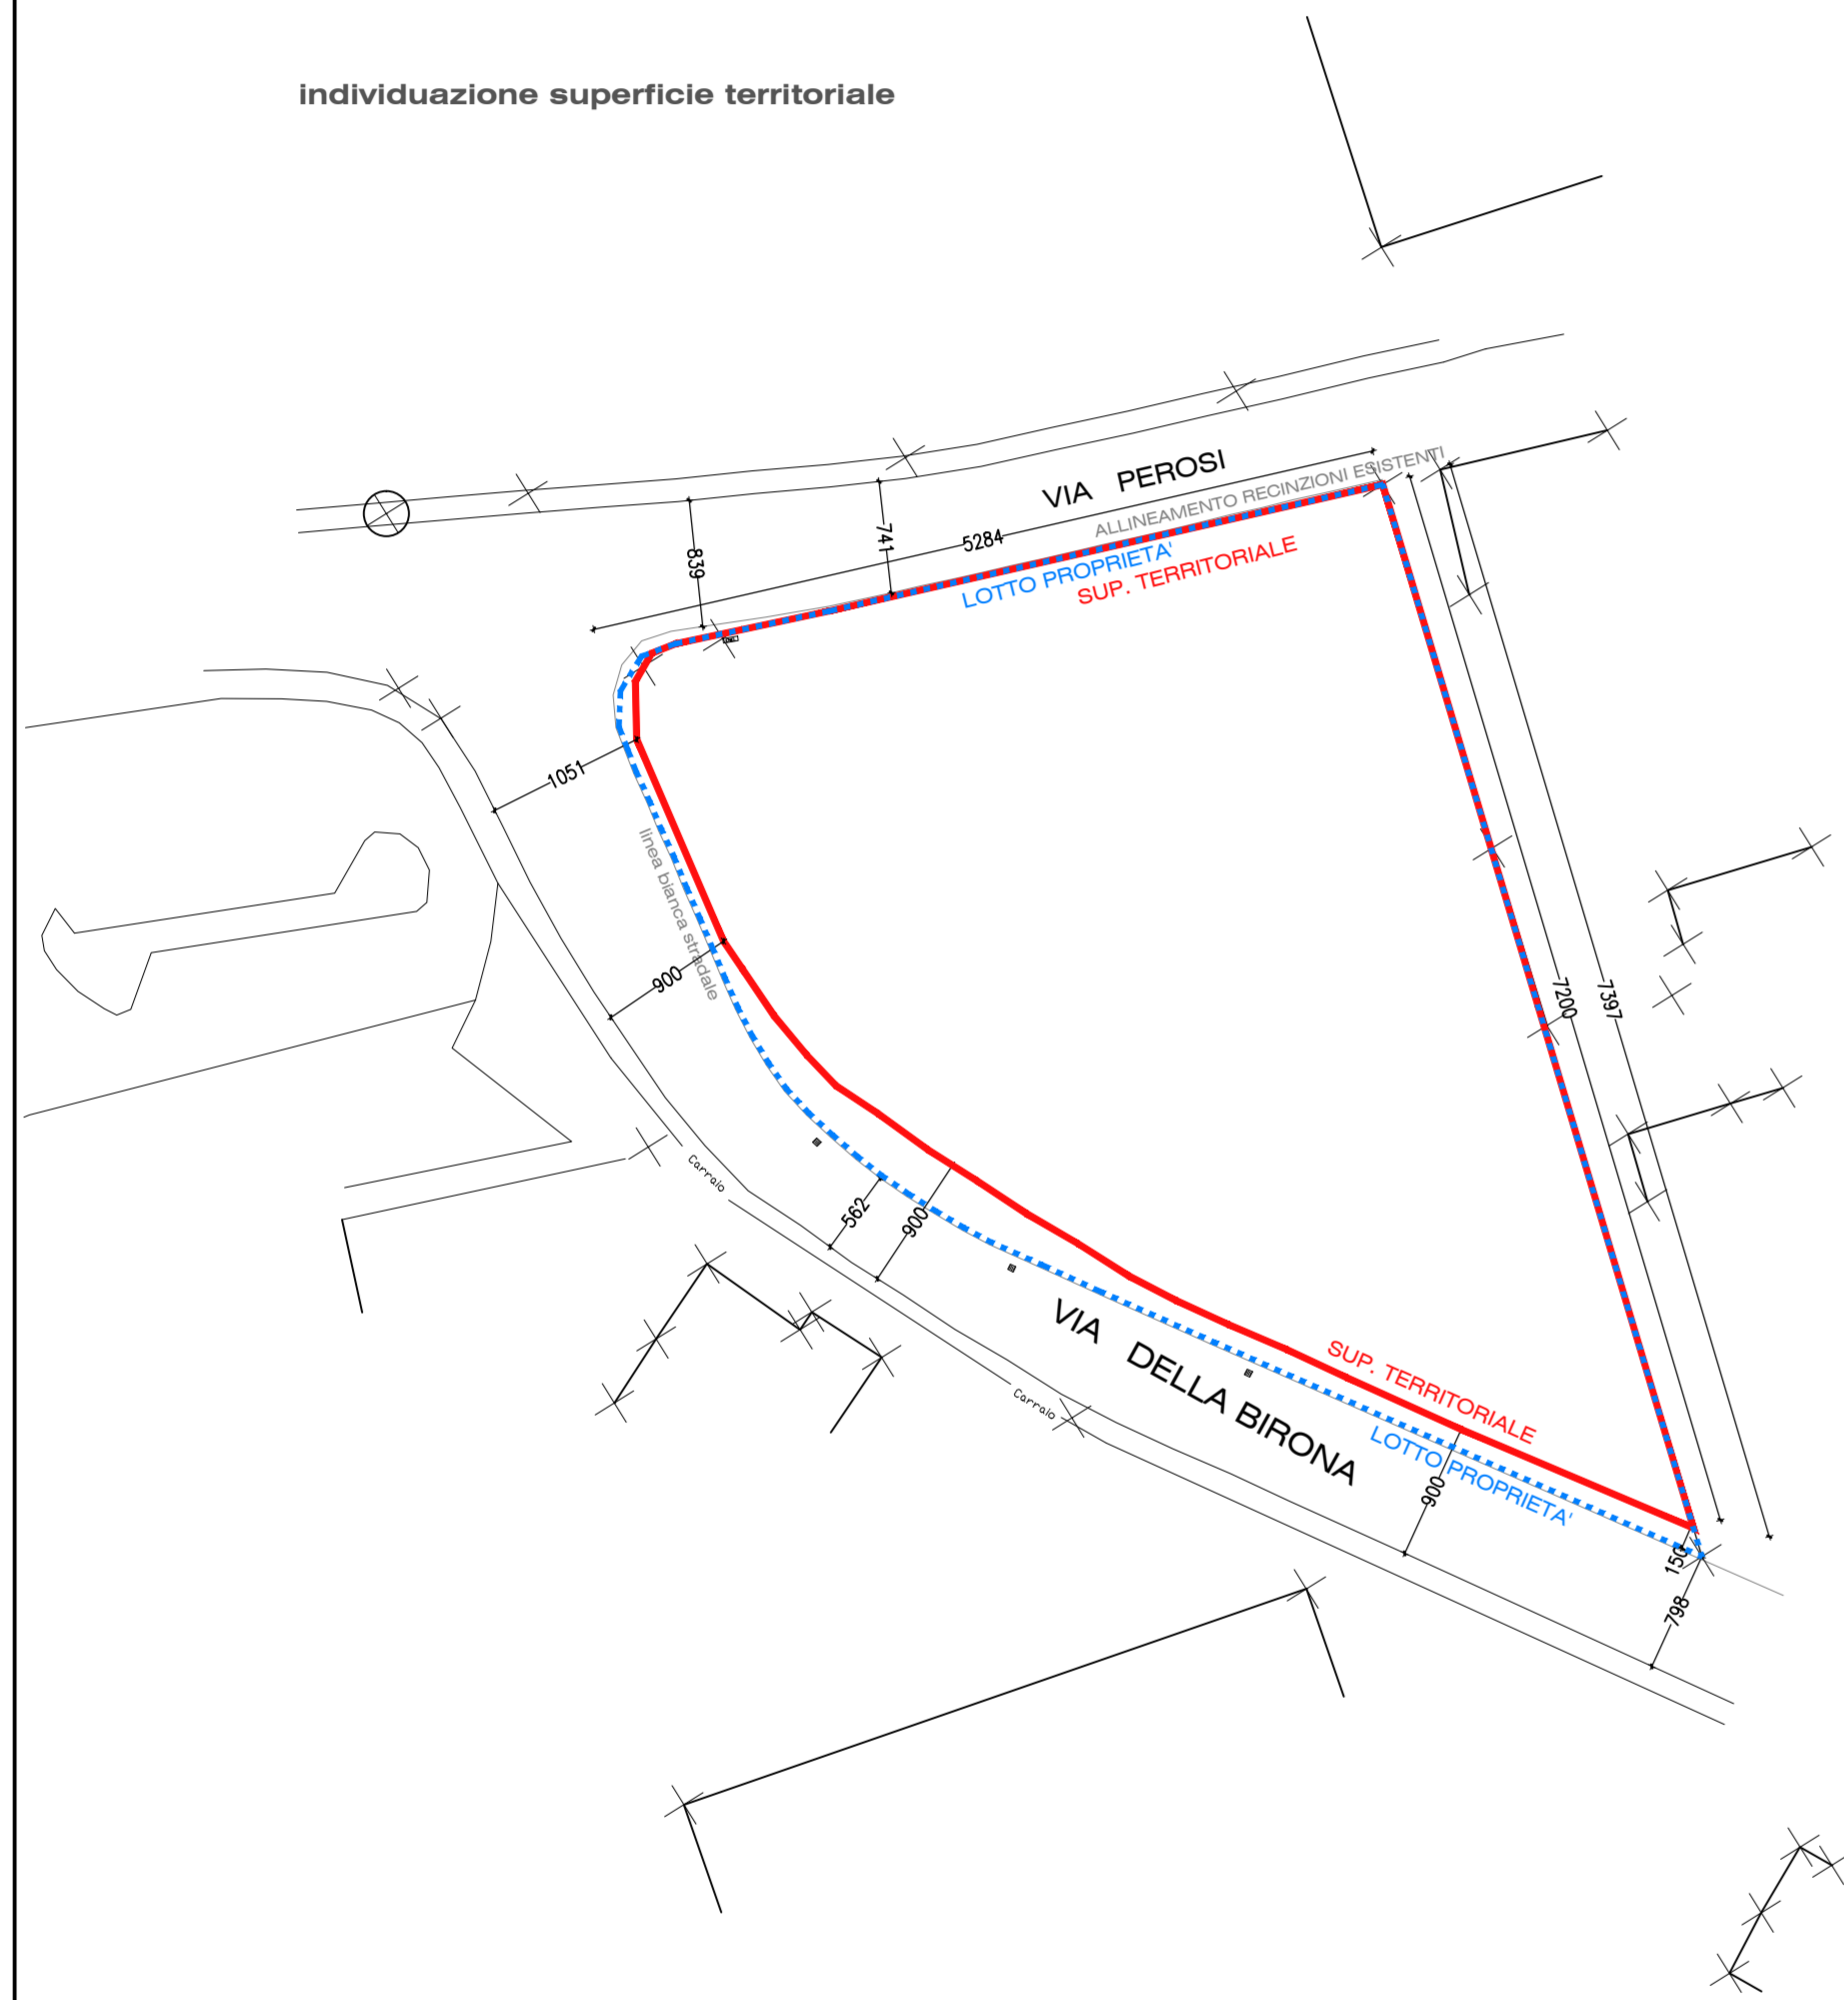 individuazione superficie territoriale
VIA PEROSI
ALLINEAMENTO RECINZIONI ESISTENTI
5284
741
839
LOTTO PROPRIETA'
SUP. TERRITORIALE
1051
linea bianca stradale
900
7200
7397
Carraio
562
900
VIA DELLA BIRONA
SUP. TERRITORIALE
LOTTO PROPRIETA'
Carraio
900
150
798